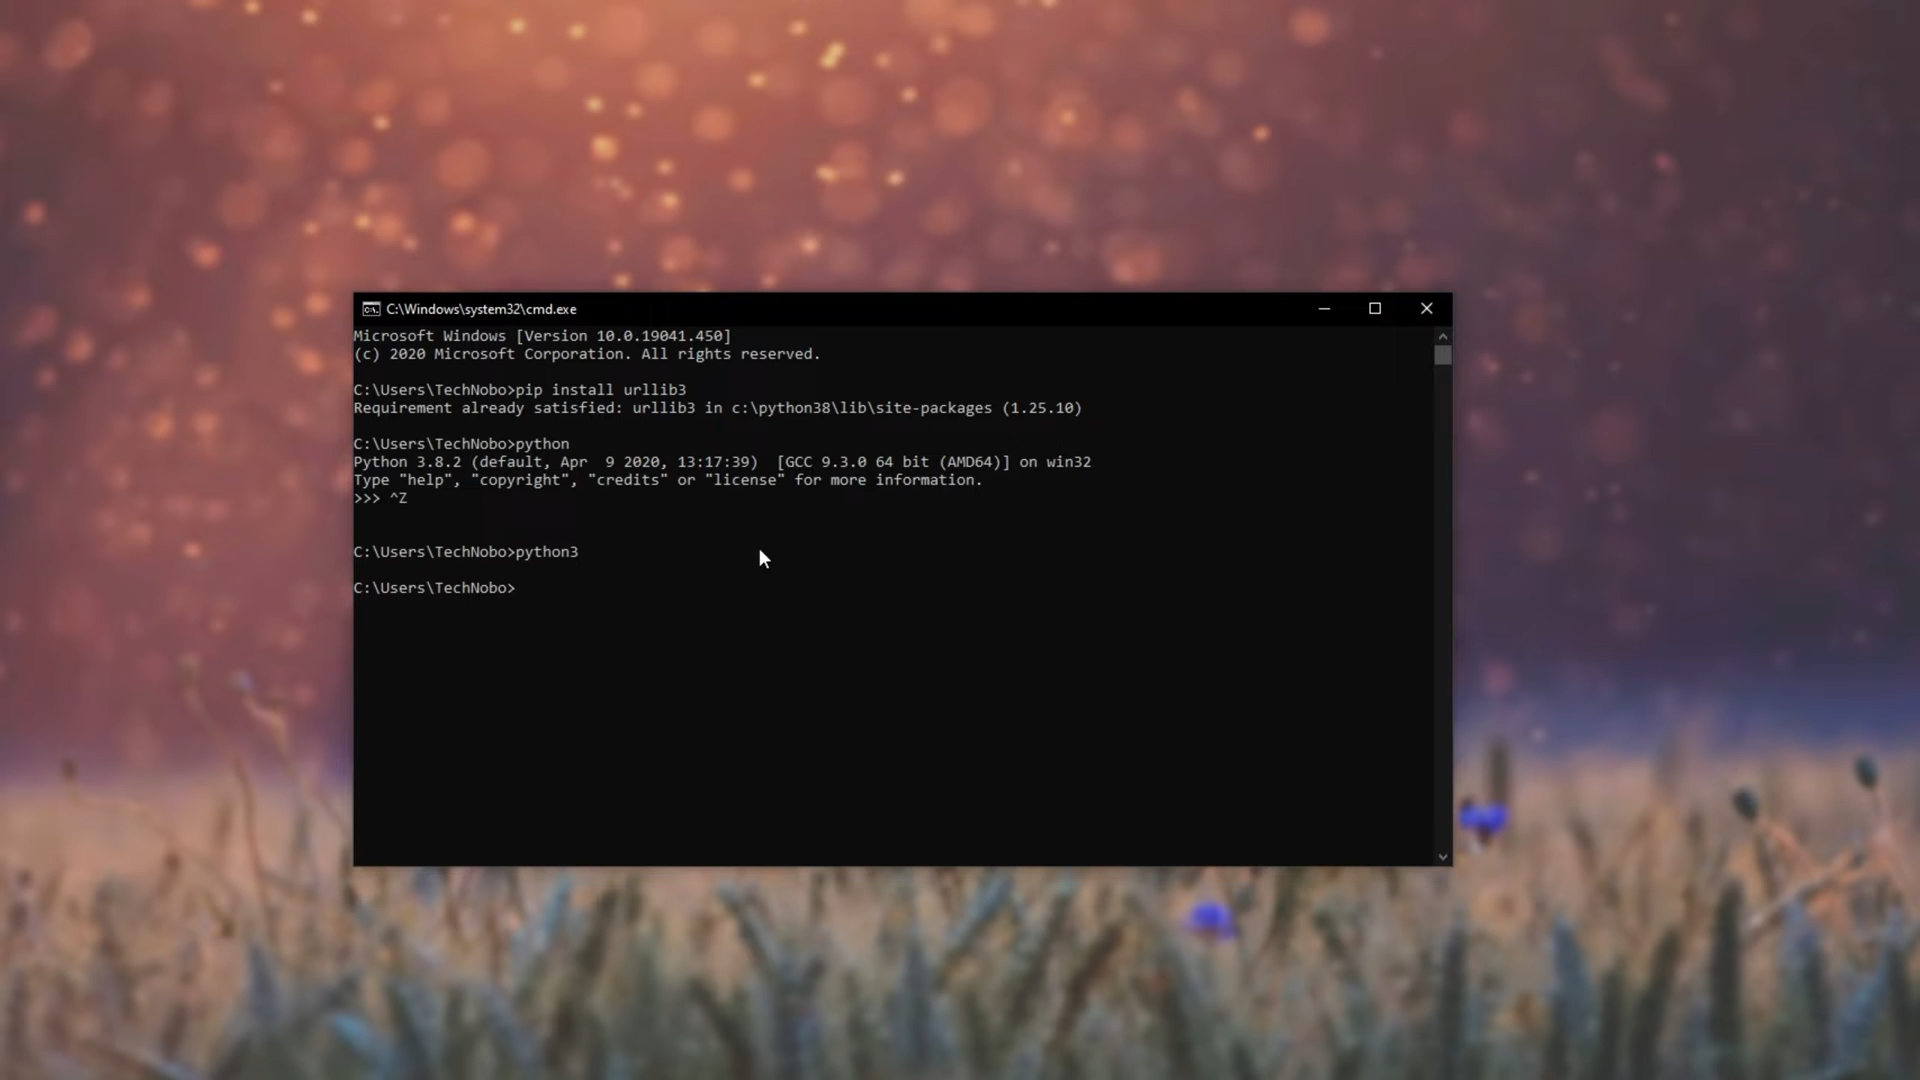 C:\Windows\system32\cmd.exe
Microsoft Windows [Version 10.0.19041.450]
(c) 2020 Microsoft Corporation. All rights reserved.
C:\Users\TechNobo>pip install urllib3
Requirement already satisfied: urllib3 in c:\python38\lib\site-packages (1.25.10)
C:\Users\TechNobo>python
Python 3.8.2 (default, Apr  9 2020, 13:17:39)  [GCC 9.3.0 64 bit (AMD64)] on win32
Type "help", "copyright", "credits" or "license" for more information.
>>> ^Z
C:\Users\TechNobo>python3
C:\Users\TechNobo>